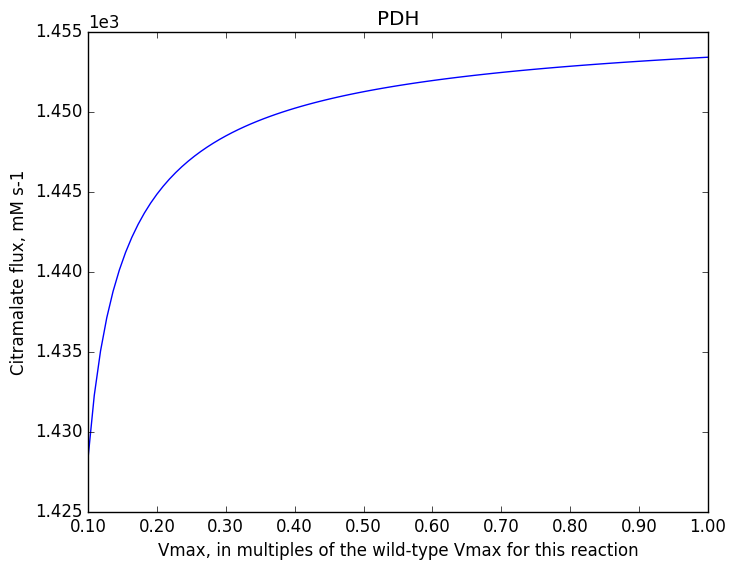 PDH
1e3
1.455
1.450
1.445
1.440
1.435
1.430
1.425
Citramalate flux, mM s-1
0.10 0.20 0.30 0.40 0.50 0.60 0.70 0.80 0.90 1.00
Vmax, in multiples of the wild-type Vmax for this reaction